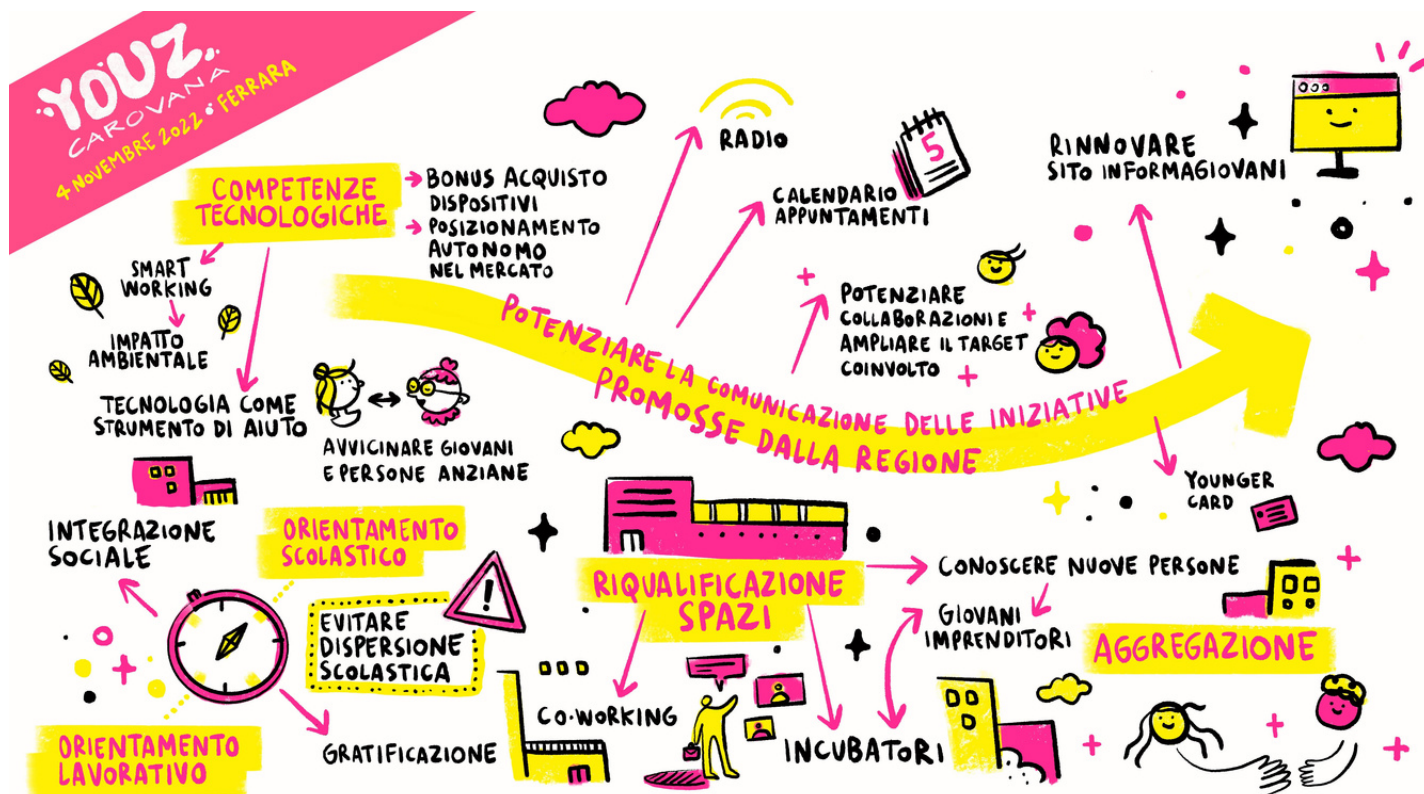 YOUZ
CAROVANA
4 NOVEMBRE 2022 • FERRARA
COMPETENZE
TECNOLOGICHE
BONUS ACQUISTO
DISPOSITIVI
POSIZIONAMENTO
AUTONOMO
NEL MERCATO
SMART
WORKING
IMPATTO
AMBIENTALE
TECNOLOGIA COME
STRUMENTO DI AIUTO
AVVICINARE GIOVANI
E PERSONE ANZIANE
RADIO
5
CALENDARIO
APPUNTAMENTI
POTENZIARE
COLLABORAZIONI E
AMPLIARE IL TARGET
COINVOLTO
RINNOVARE
SITO INFORMAGIOVANI
POTENZIARE LA COMUNICAZIONE DELLE INIZIATIVE
PROMOSSE DALLA REGIONE
YOUNGER
CARD
INTEGRAZIONE
SOCIALE
ORIENTAMENTO
SCOLASTICO
!
EVITARE
DISPERSIONE
SCOLASTICA
ORIENTAMENTO
LAVORATIVO
GRATIFICAZIONE
RIQUALIFICAZIONE
SPAZI
CO-WORKING
INCUBATORI
CONOSCERE NUOVE PERSONE
GIOVANI
IMPRENDITORI
AGGREGAZIONE